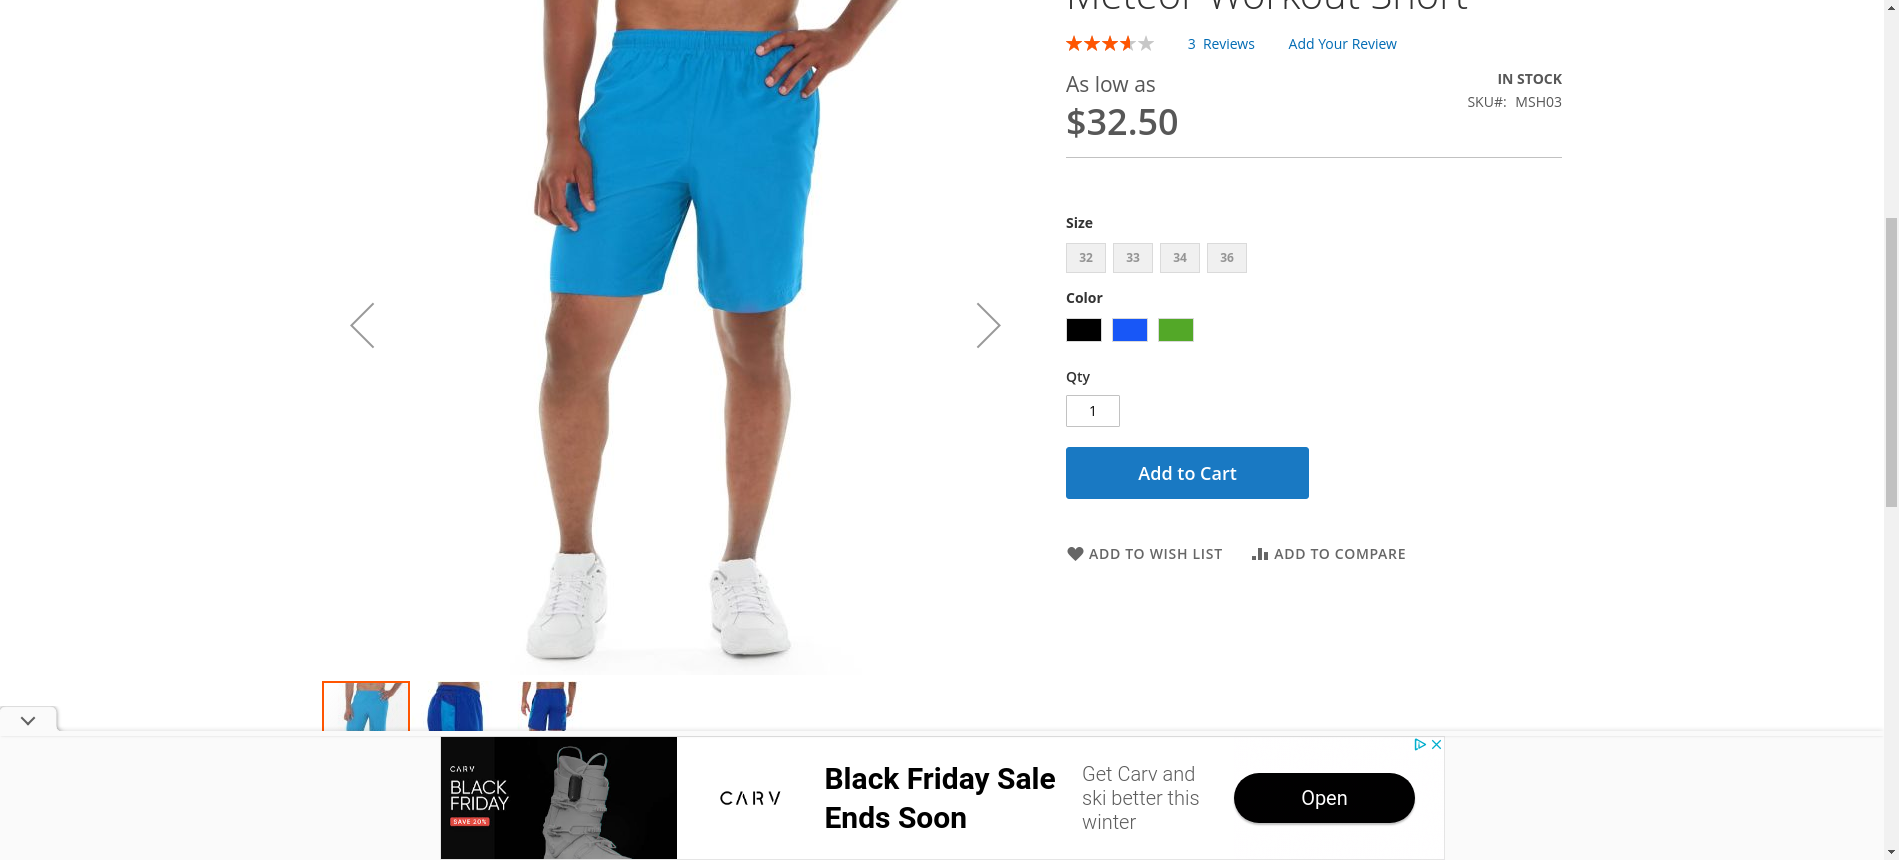 Meteor Workout Short
3 Reviews
Add Your Review
As low as
IN STOCK
$32.50
SKU#: MSH03
Size
32
33
34
36
Color
Qty
1
Add to Cart
ADD TO WISH LIST
ADD TO COMPARE
CARV
BLACK
FRIDAY
SAVE 20%
CARV
Black Friday Sale
Ends Soon
Get Carv and
ski better this
winter
Open